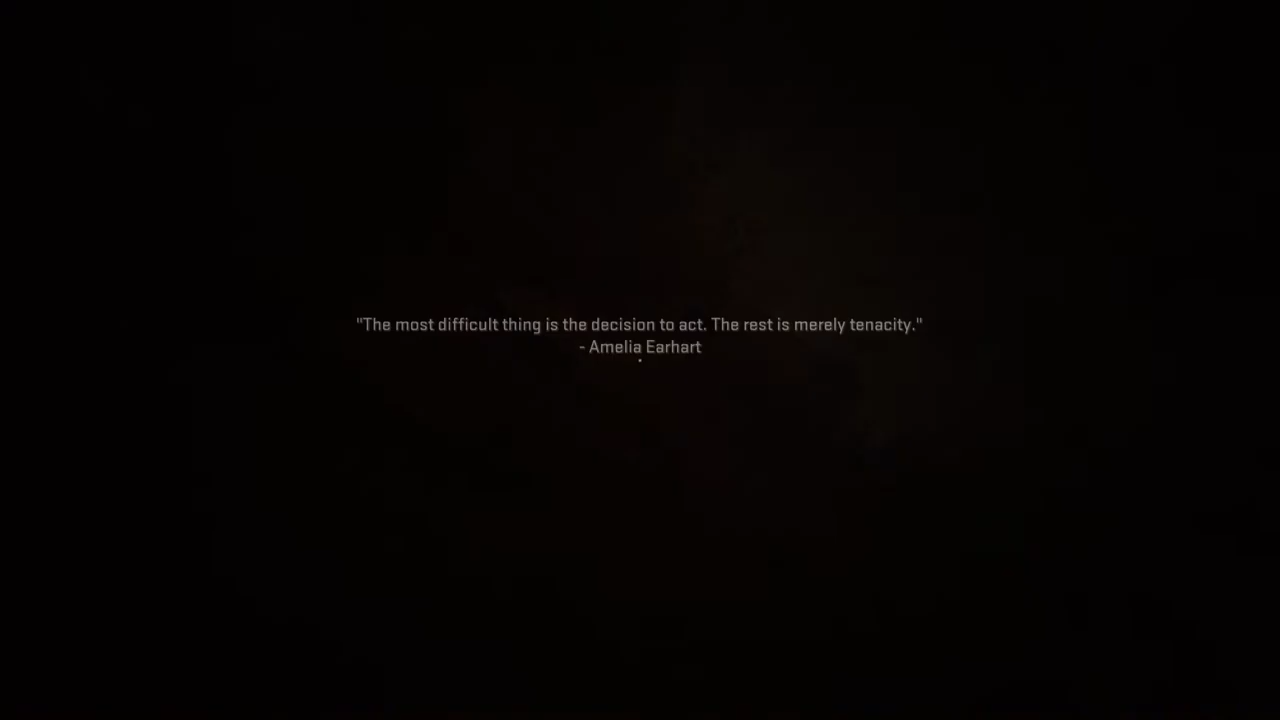 "The most difficult thing is the decision to act. The rest is merely tenacity."
- Amelia Earhart